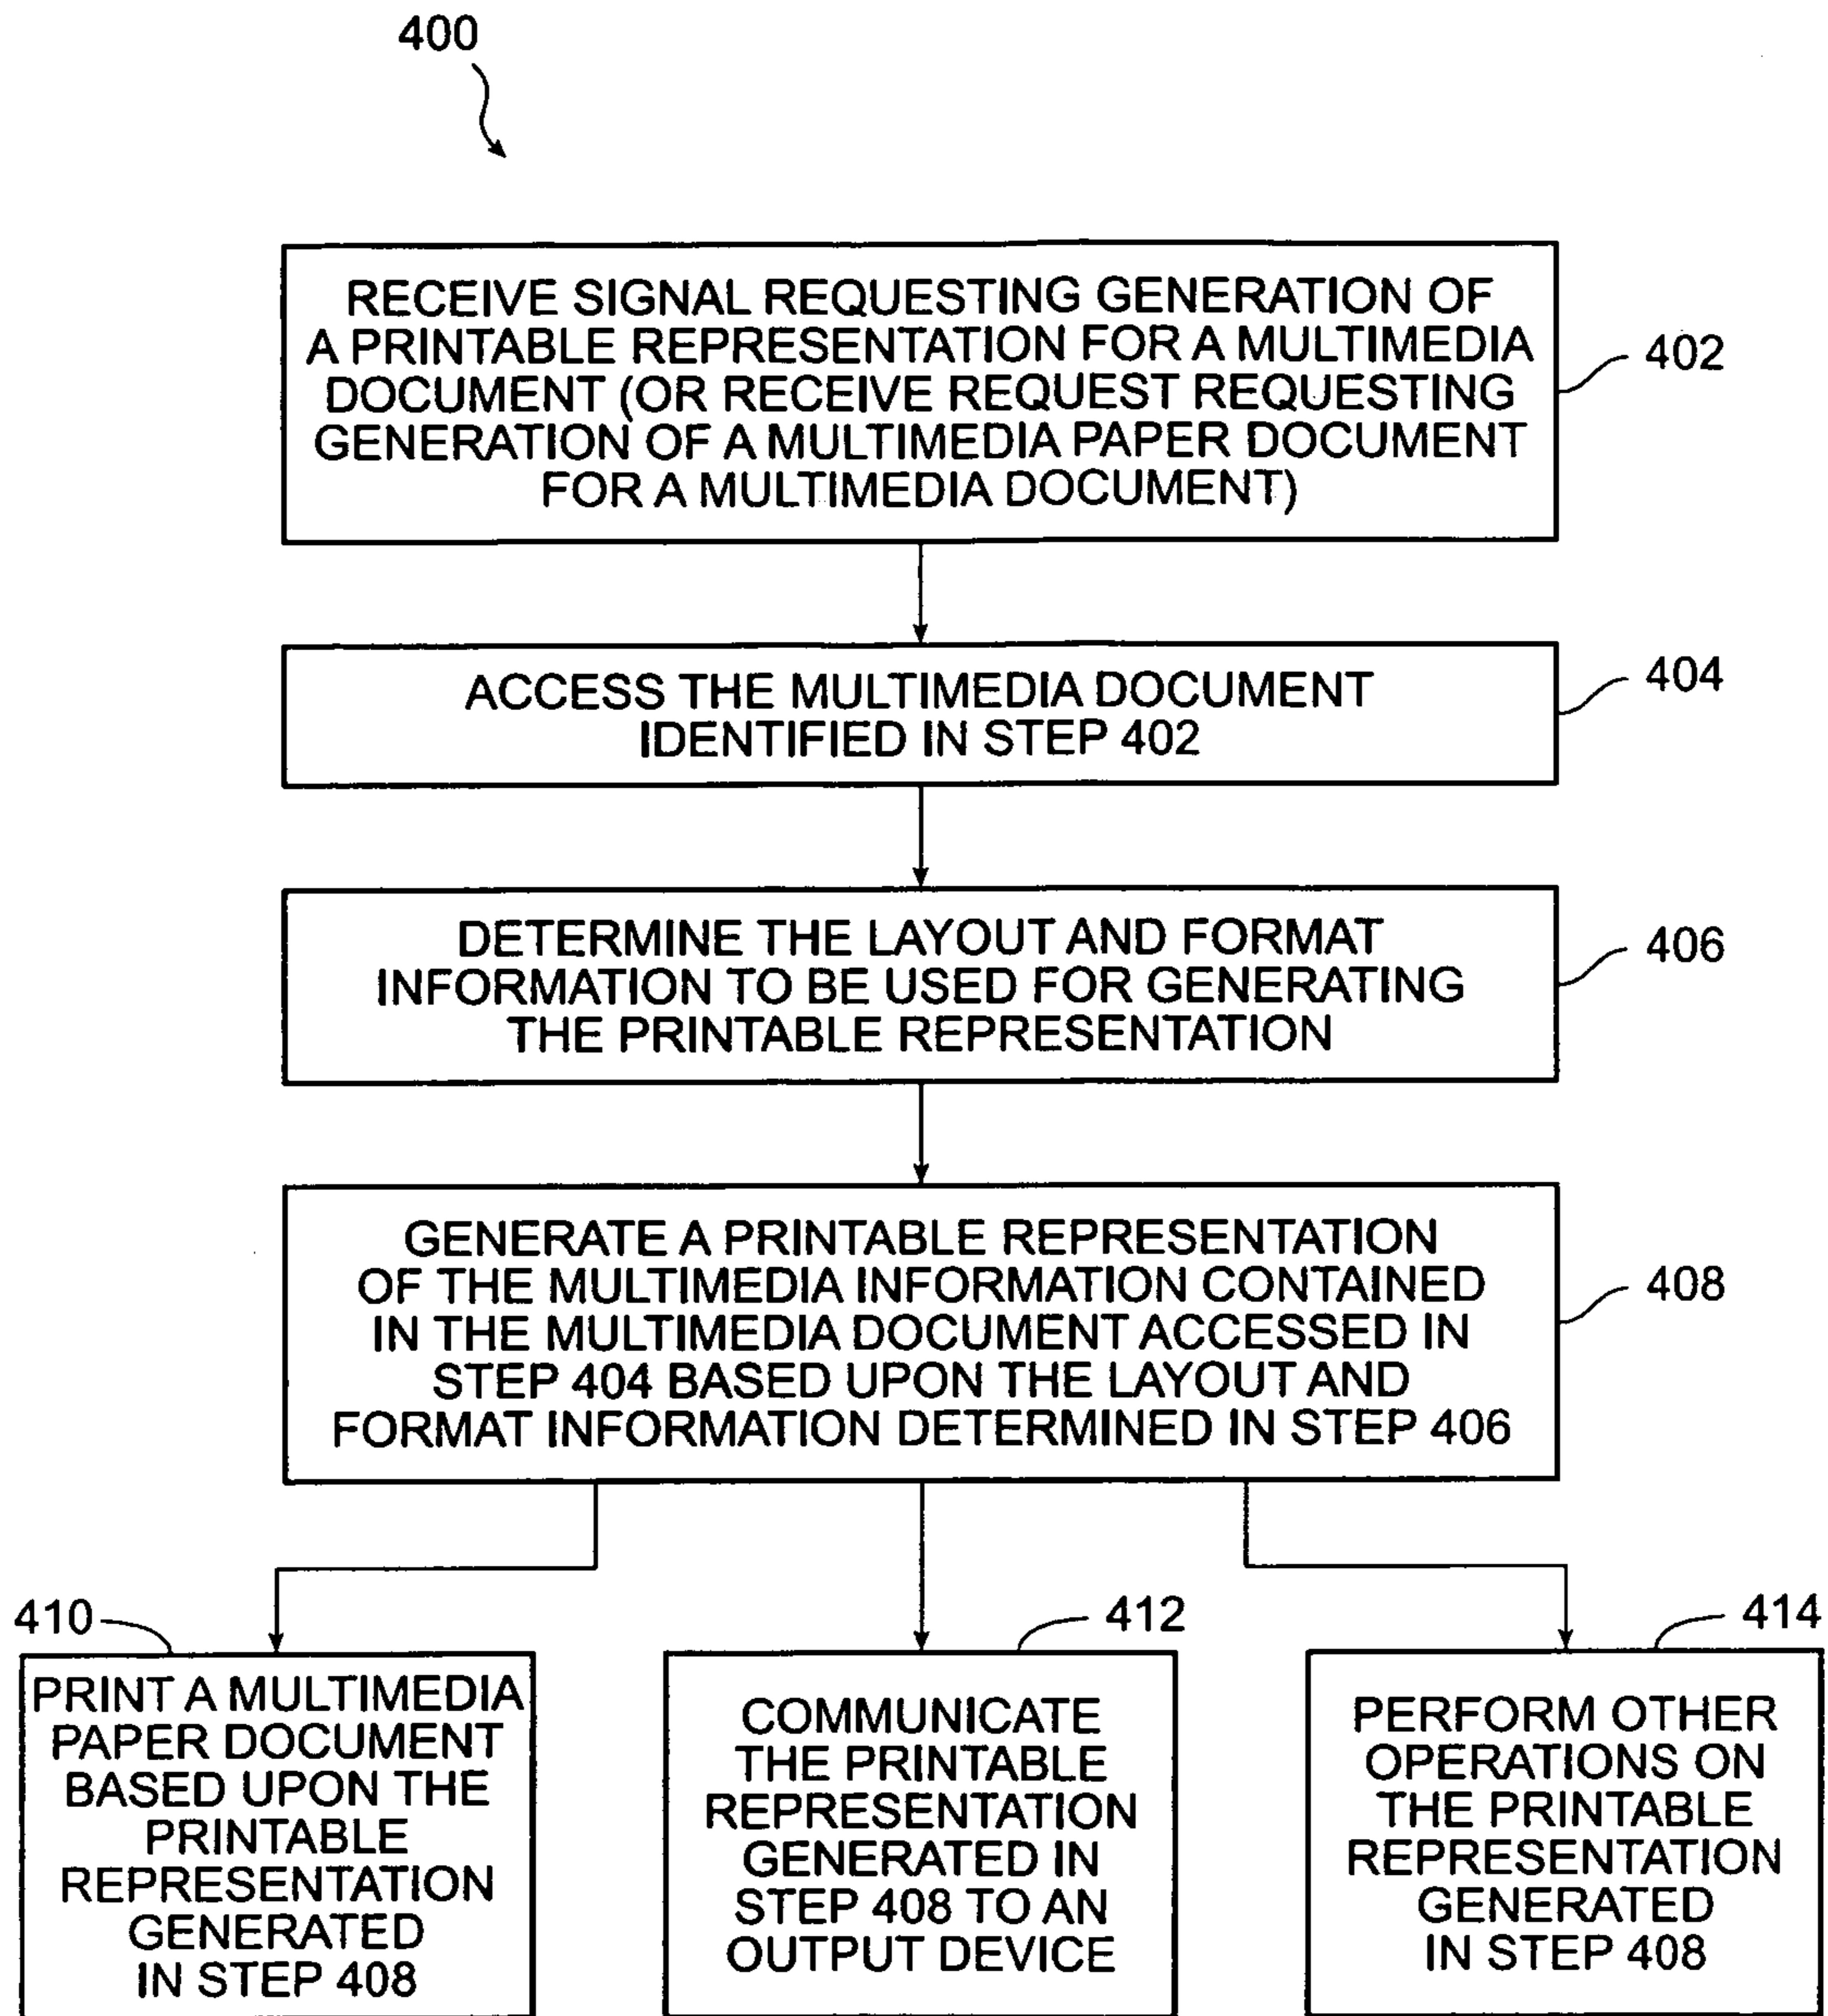 400
RECEIVE SIGNAL REQUESTING GENERATION OF
A PRINTABLE REPRESENTATION FOR A MULTIMEDIA
DOCUMENT (OR RECEIVE REQUEST REQUESTING
GENERATION OF A MULTIMEDIA PAPER DOCUMENT
FOR A MULTIMEDIA DOCUMENT)
402
ACCESS THE MULTIMEDIA DOCUMENT
IDENTIFIED IN STEP 402
404
DETERMINE THE LAYOUT AND FORMAT
INFORMATION TO BE USED FOR GENERATING
THE PRINTABLE REPRESENTATION
406
GENERATE A PRINTABLE REPRESENTATION
OF THE MULTIMEDIA INFORMATION CONTAINED
IN THE MULTIMEDIA DOCUMENT ACCESSED IN
STEP 404 BASED UPON THE LAYOUT AND
FORMAT INFORMATION DETERMINED IN STEP 406
408
410
PRINT A MULTIMEDIA
PAPER DOCUMENT
BASED UPON THE
PRINTABLE
REPRESENTATION
GENERATED
IN STEP 408
412
COMMUNICATE
THE PRINTABLE
REPRESENTATION
GENERATED IN
STEP 408 TO AN
OUTPUT DEVICE
414
PERFORM OTHER
OPERATIONS ON
THE PRINTABLE
REPRESENTATION
GENERATED
IN STEP 408